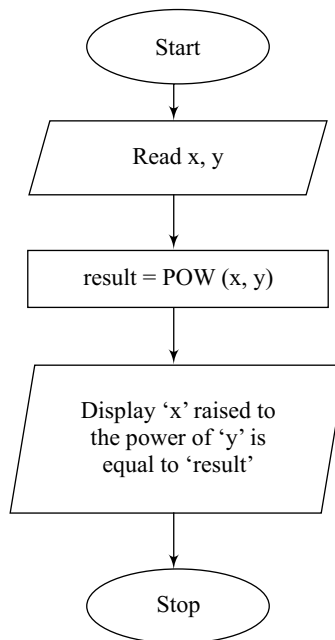 Start
Read x, y
result = POW (x, y)
Display ‘x’ raised to
the power of ‘y’ is
equal to ‘result’
Stop